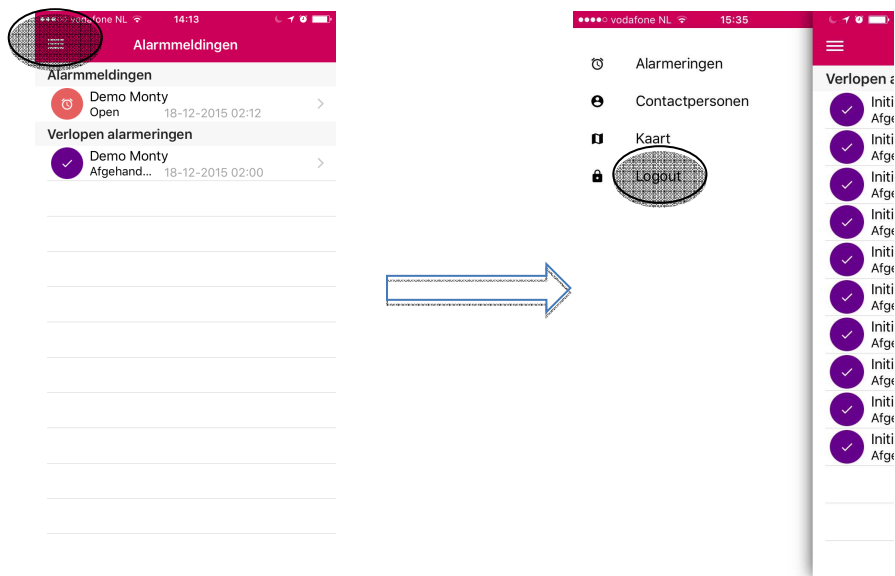 vodafone NL 14:13
Alarmmeldingen
Alarmmeldingen
Demo Monty
Open 18-12-2015 02:12
Verlopen alarmeringen
Demo Monty
Afgehand... 18-12-2015 02:00
vodafone NL 15:35
Alarmeringen
Contactpersonen
Kaart
Logout
Verlopen a
Initi
Afge
Initi
Afge
Initi
Afge
Initi
Afge
Initi
Afge
Initi
Afge
Initi
Afge
Initi
Afge
Initi
Afge
Initi
Afge